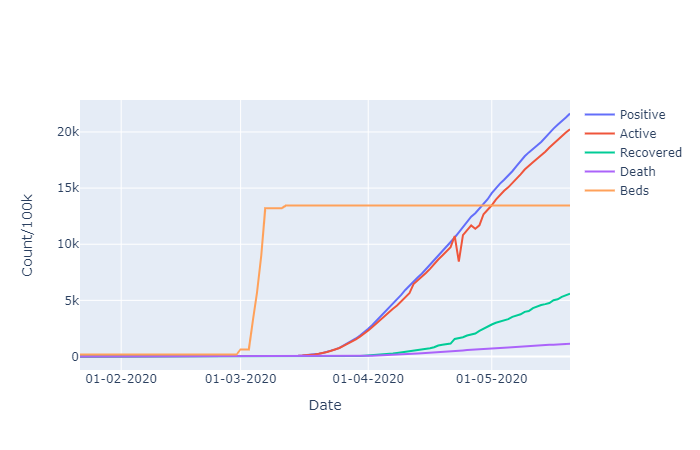 Positive
Active
Recovered
Death
Beds
20k
15k
10k
5k
0
Count/100k
01-02-2020
01-03-2020
01-04-2020
01-05-2020
Date